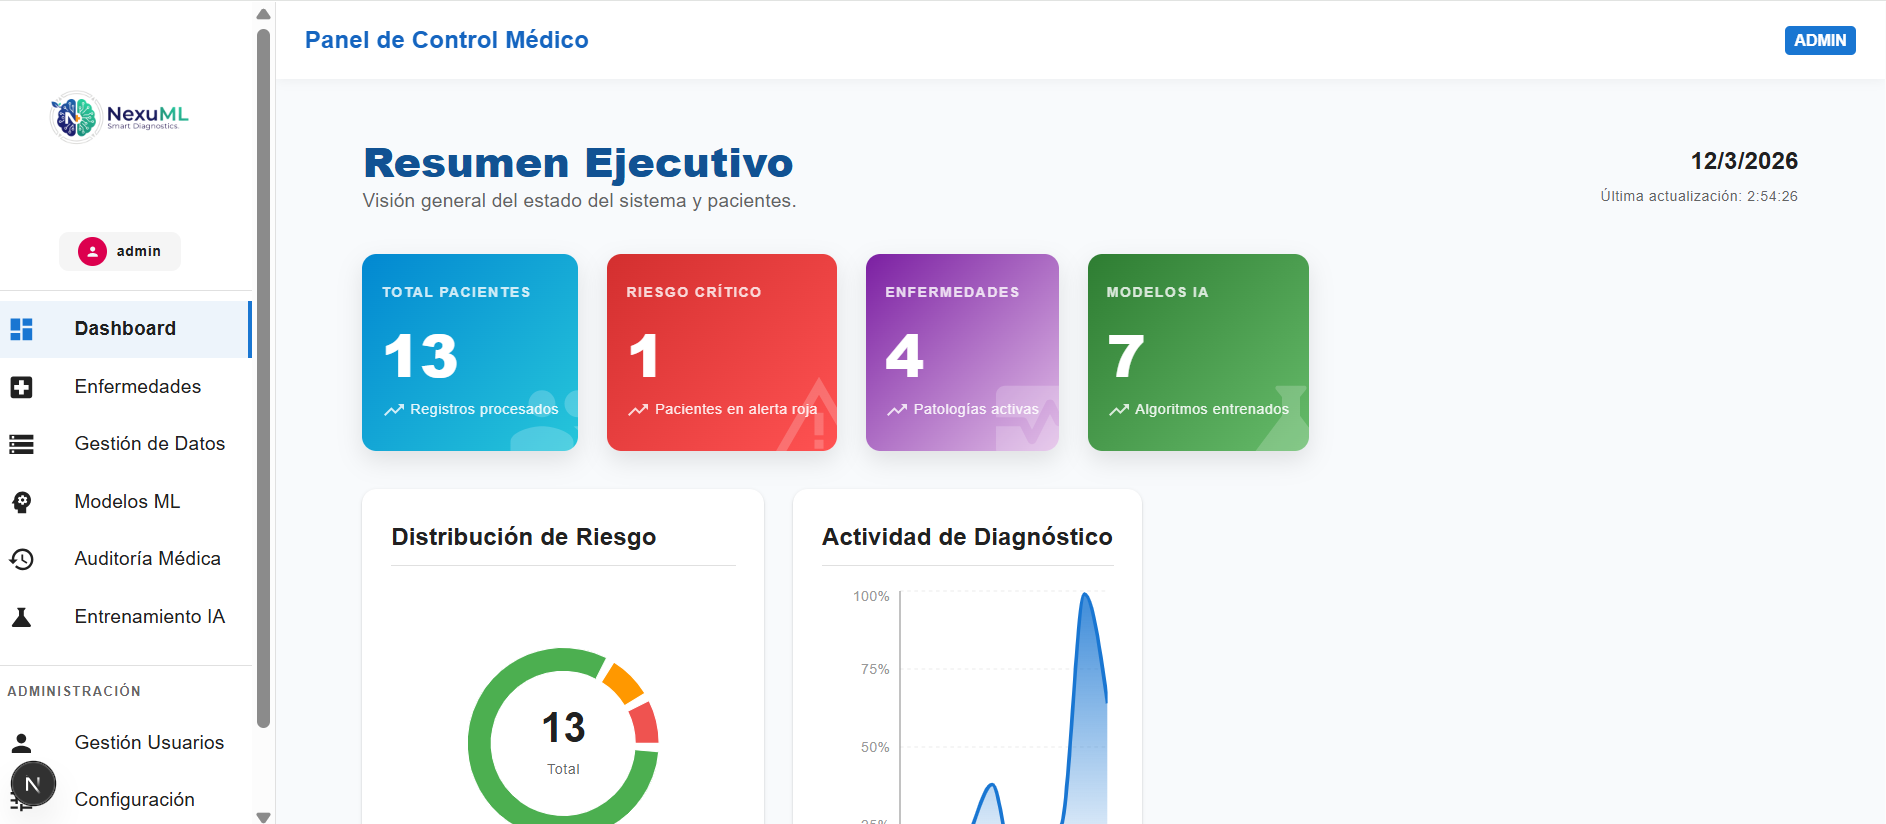 NexuML
Smart Diagnostics.
admin
Dashboard
Enfermedades
Gestión de Datos
Modelos ML
Auditoría Médica
Entrenamiento IA
ADMINISTRACIÓN
Gestión Usuarios
N
Configuración
Panel de Control Médico
ADMIN
Resumen Ejecutivo
Visión general del estado del sistema y pacientes.
12/3/2026
Última actualización: 2:54:26
TOTAL PACIENTES
13
Registros procesados
RIESGO CRÍTICO
1
Pacientes en alerta roja
ENFERMEDADES
4
Patologías activas
MODELOS IA
7
Algoritmos entrenados
Distribución de Riesgo
13
Total
Actividad de Diagnóstico
100%
75%
50%
25%